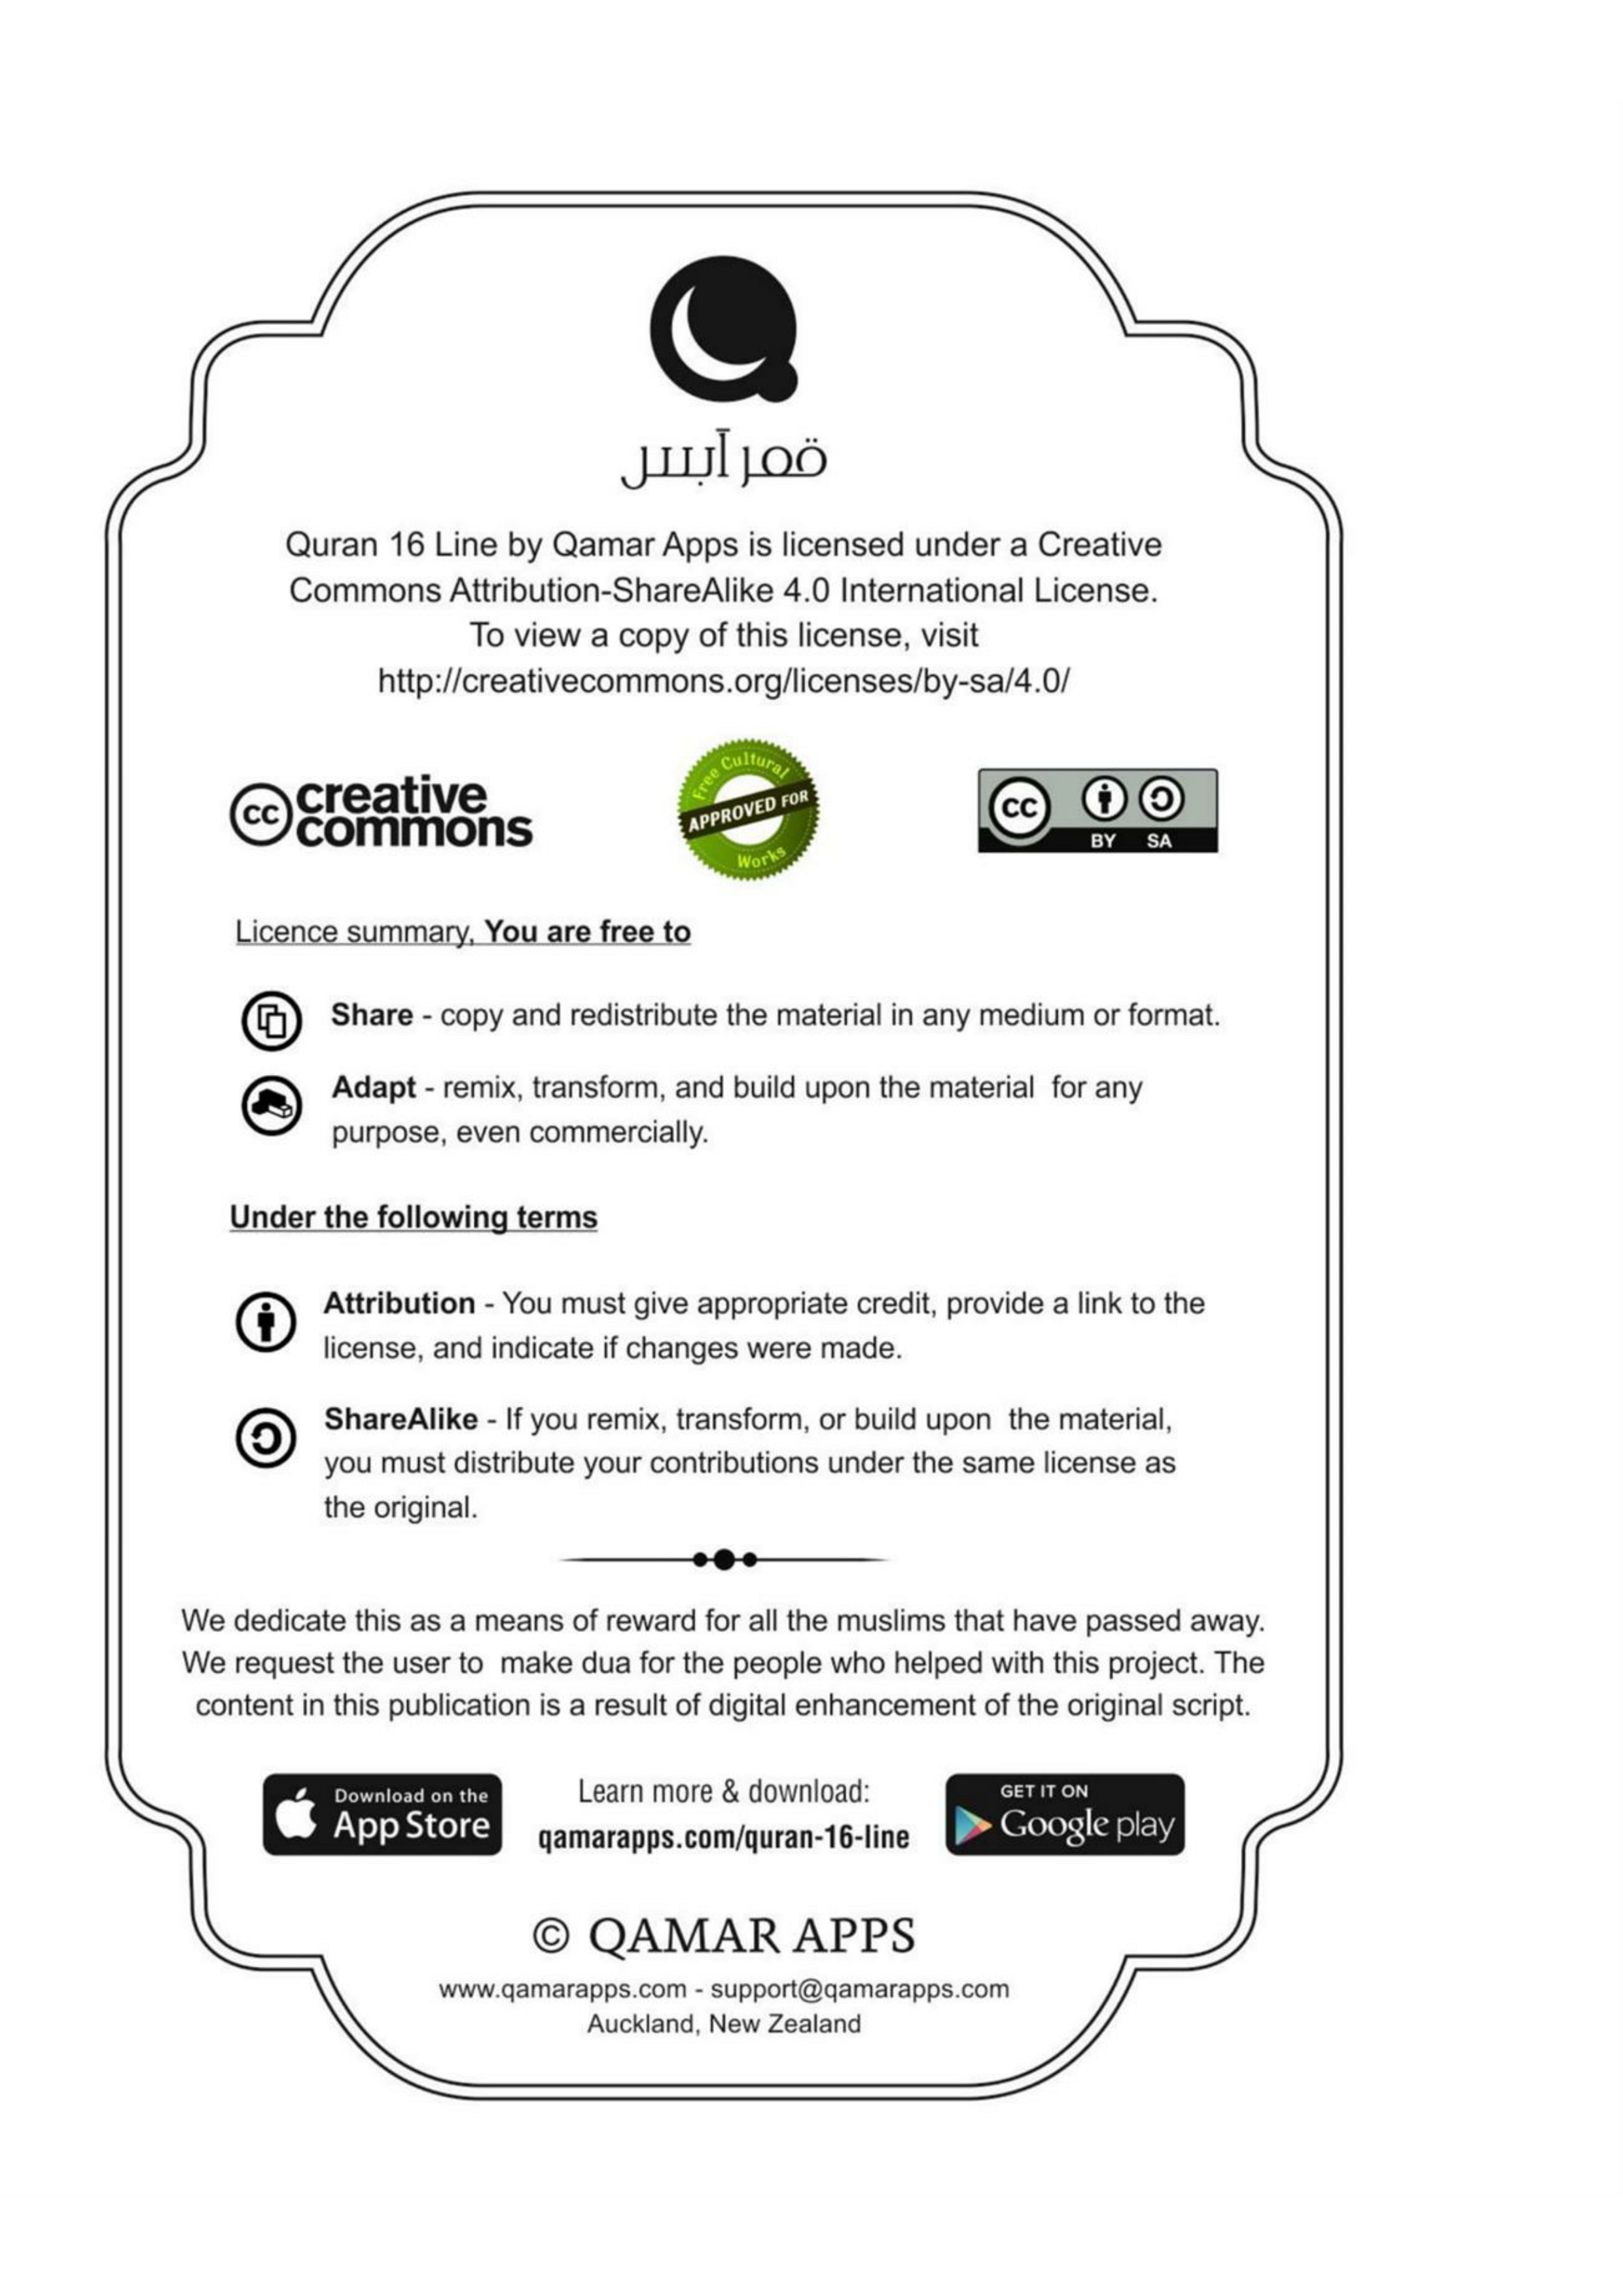 قمر آبس
Quran 16 Line by Qamar Apps is licensed under a Creative
Commons Attribution-ShareAlike 4.0 International License.
To view a copy of this license, visit
http://creativecommons.org/licenses/by-sa/4.0/
cc creative
commons
Free Cultural
APPROVED FOR
Works
cc
BY SA
Licence summary, You are free to
Share - copy and redistribute the material in any medium or format.
Adapt - remix, transform, and build upon the material for any
purpose, even commercially.
Under the following terms
Attribution - You must give appropriate credit, provide a link to the
license, and indicate if changes were made.
ShareAlike - If you remix, transform, or build upon the material,
you must distribute your contributions under the same license as
the original.
We dedicate this as a means of reward for all the muslims that have passed away.
We request the user to make dua for the people who helped with this project. The
content in this publication is a result of digital enhancement of the original script.
Download on the
App Store
Learn more & download:
qamarapps.com/quran-16-line
GET IT ON
Google play
© QAMAR APPS
www.qamarapps.com - support@qamarapps.com
Auckland, New Zealand